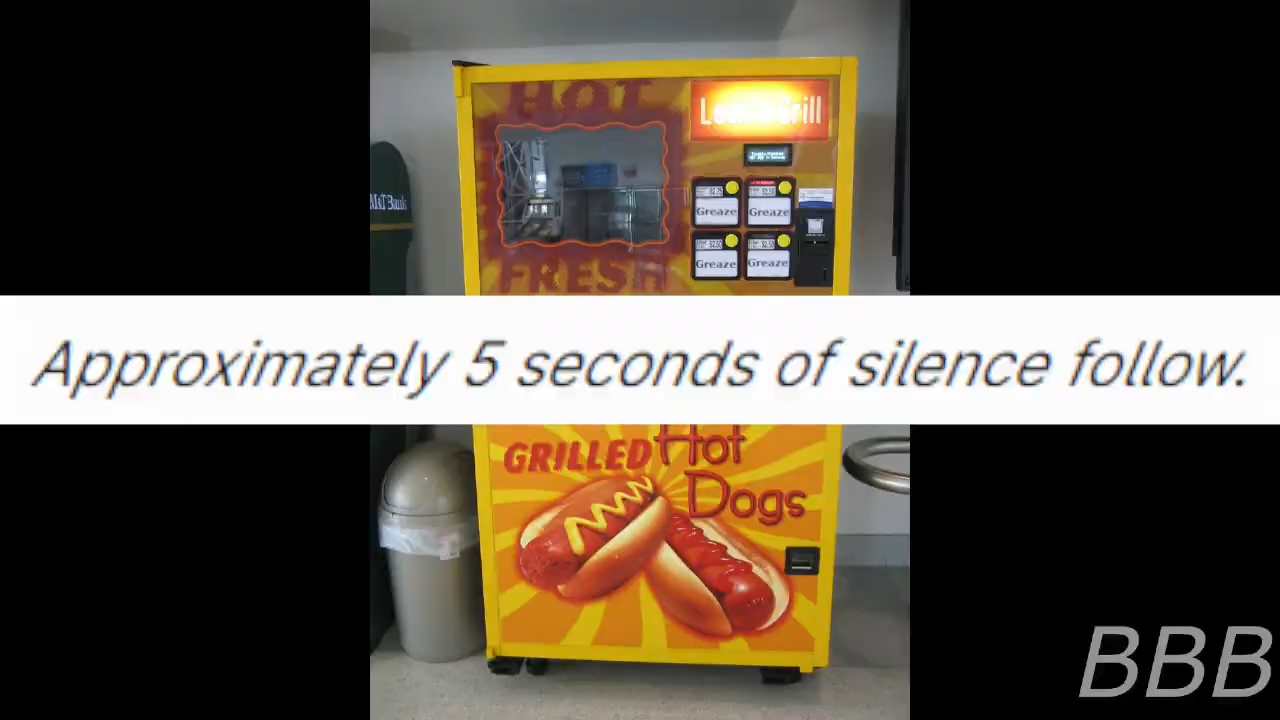 HOT
M&T Bank
Greaze Greaze
Greaze Greaze
FRESH
Approximately 5 seconds of silence follow.
GRILLED Hot
Dogs
BBB